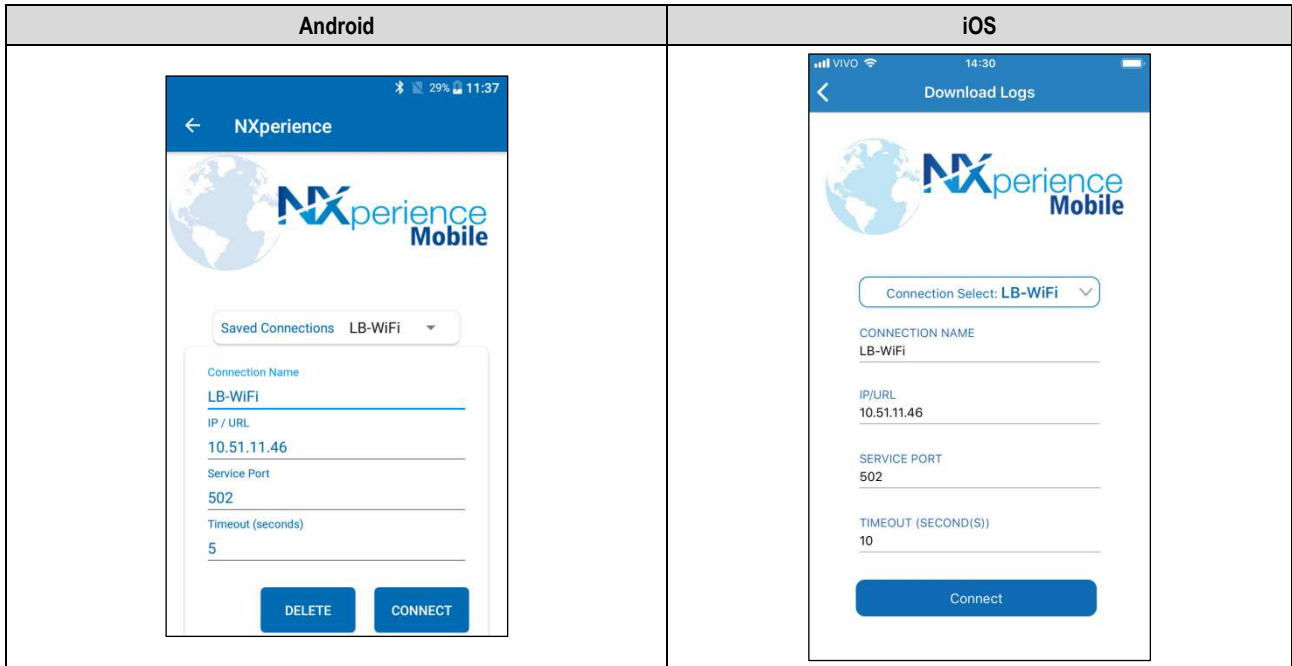 Android
iOS
29% 11:37
NXperience
NXperience
Mobile
Saved Connections LB-WiFi
Connection Name
LB-WiFi
IP / URL
10.51.11.46
Service Port
502
Timeout (seconds)
5
DELETE CONNECT
VIVO 14:30
Download Logs
NXperience
Mobile
Connection Select: LB-WiFi
CONNECTION NAME
LB-WiFi
IP/URL
10.51.11.46
SERVICE PORT
502
TIMEOUT (SECOND(S))
10
Connect